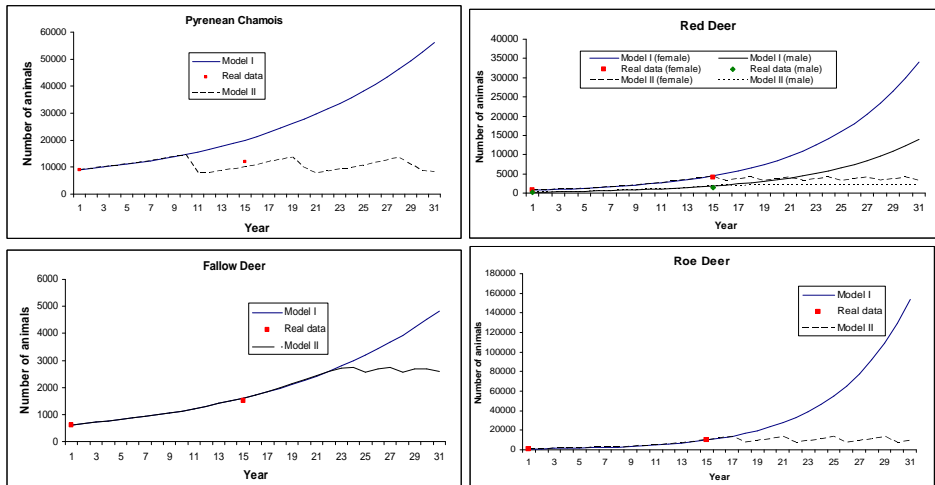 Pyrenean Chamois
Number of animals
60000
50000
40000
30000
20000
10000
0
Model I
Real data
Model II
1 3 5 7 9 11 13 15 17 19 21 23 25 27 29 31
Year
Red Deer
Number of animals
40000
35000
30000
25000
20000
15000
10000
5000
0
Model I (female) Model I (male)
Real data (female) Real data (male)
Model II (female) Model II (male)
1 3 5 7 9 11 13 15 17 19 21 23 25 27 29 31
Year
Fallow Deer
Number of animals
6000
5000
4000
3000
2000
1000
0
Model I
Real data
Model II
1 3 5 7 9 11 13 15 17 19 21 23 25 27 29 31
Year
Roe Deer
Number of animals
180000
160000
140000
120000
100000
80000
60000
40000
20000
0
Model I
Real data
Model II
1 3 5 7 9 11 13 15 17 19 21 23 25 27 29 31
Year